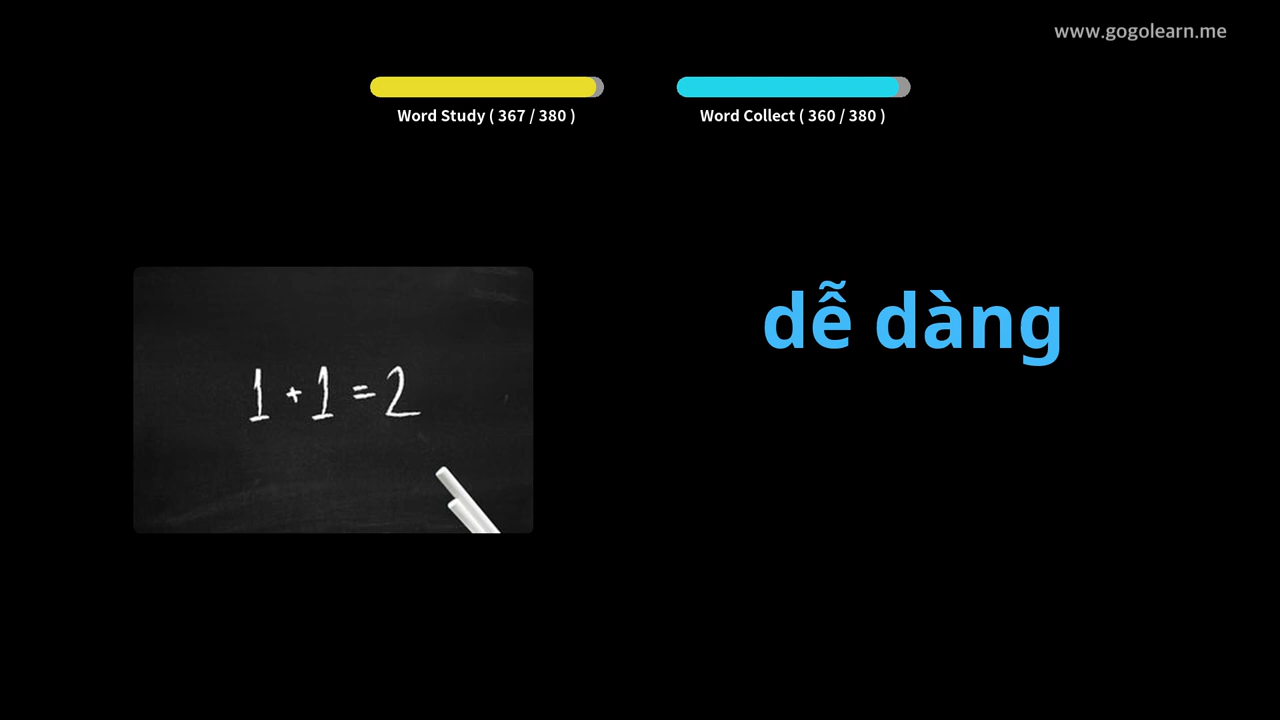 www.gogolearn.me
Word Study ( 367 / 380 )
Word Collect ( 360 / 380 )
dễ dàng
1 + 1 = 2